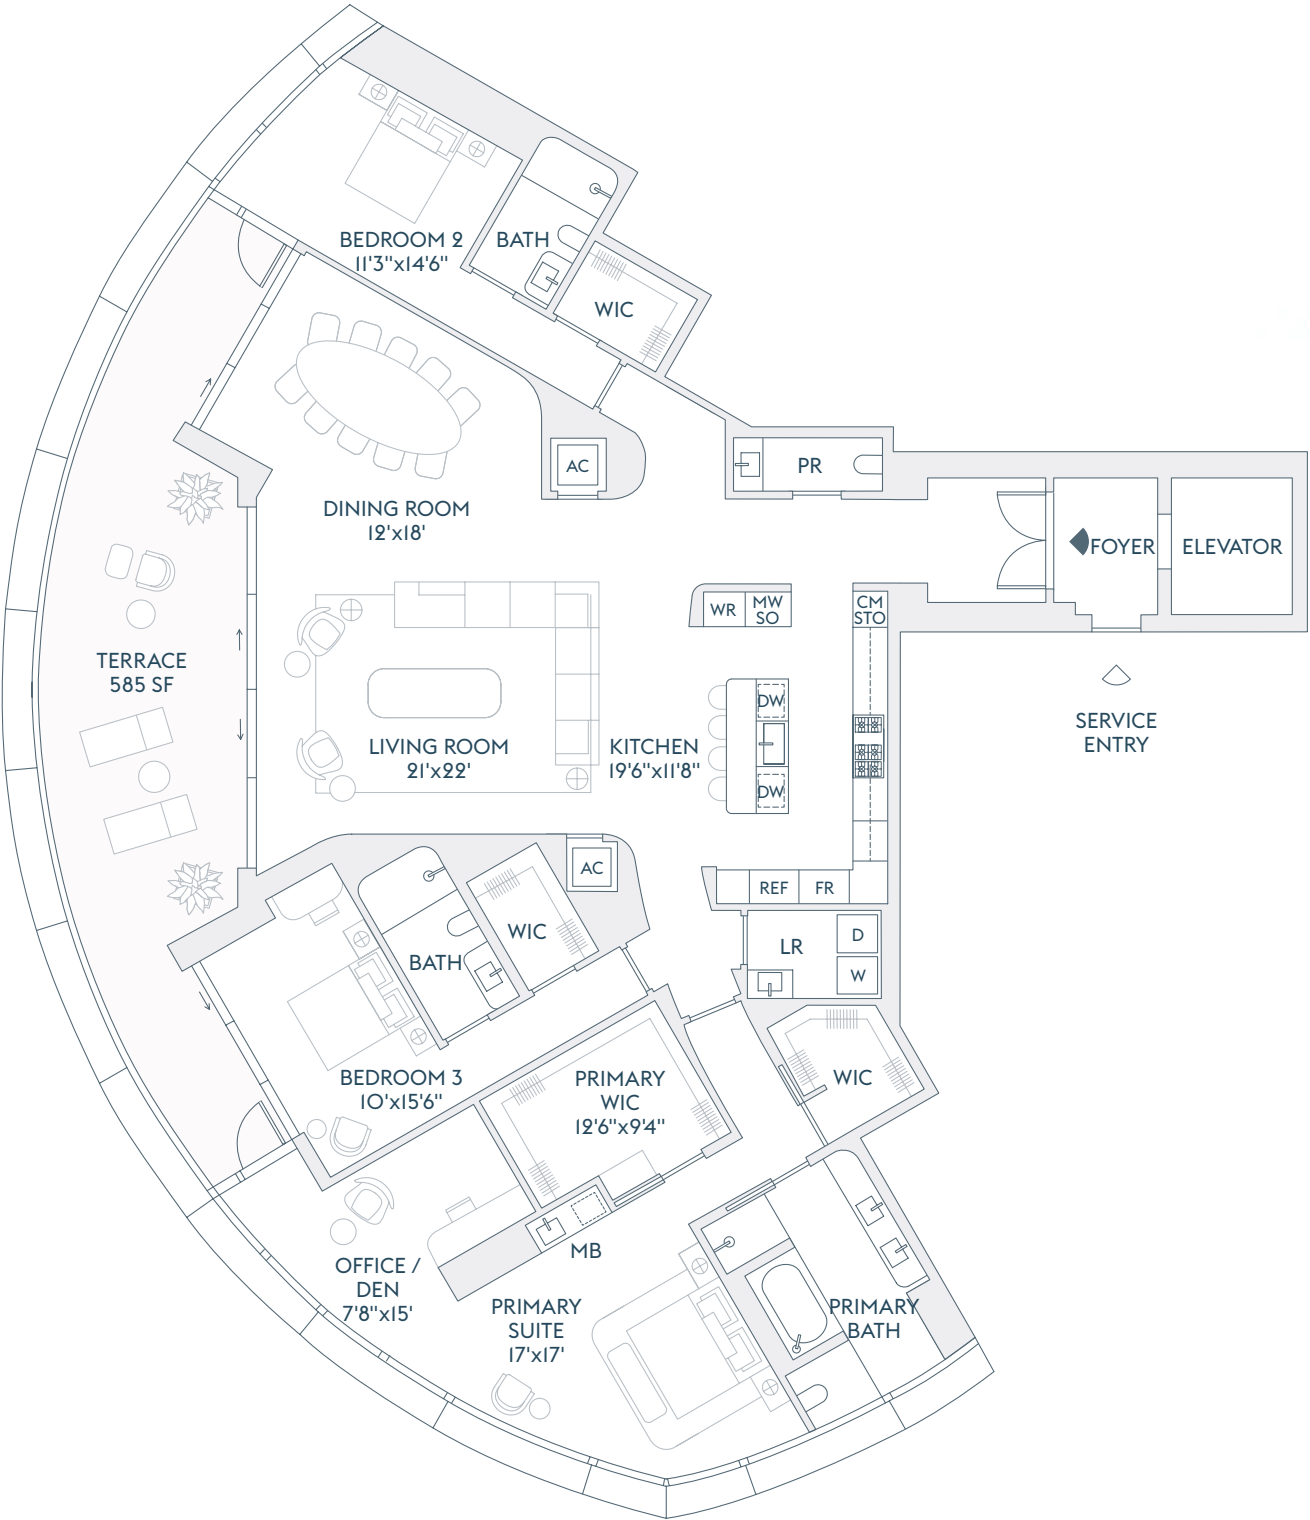 BEDROOM 2
11'3"x14'6"
BATH
WIC
AC
PR
DINING ROOM
12'x18'
FOYER
ELEVATOR
WR
MW
SO
CM
STO
TERRACE
585 SF
DW
SERVICE
ENTRY
LIVING ROOM
21'x22'
KITCHEN
19'6"x11'8"
DW
AC
REF
FR
WIC
BATH
LR
D
W
BEDROOM 3
10'x15'6"
PRIMARY
WIC
12'6"x9'4"
WIC
MB
OFFICE /
DEN
7'8"x15'
PRIMARY
SUITE
17'x17'
PRIMARY
BATH